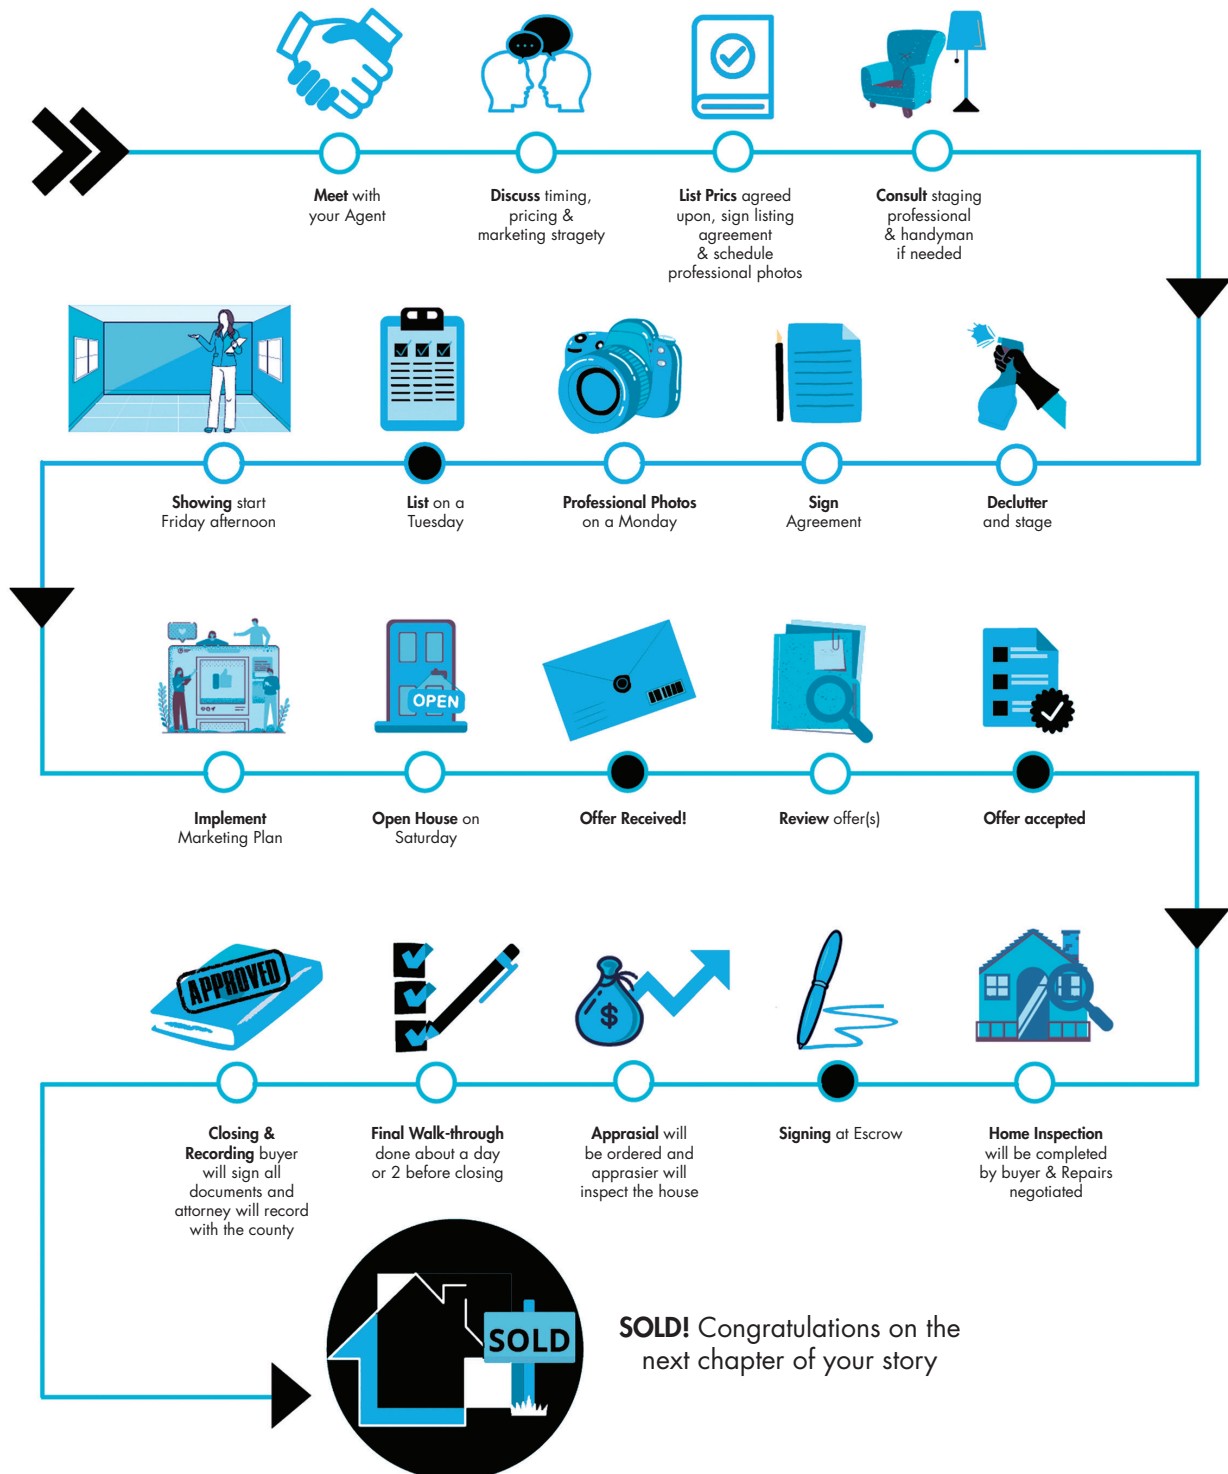 Meet with
your Agent
Discuss timing,
pricing &
marketing stragety
List Prics agreed
upon, sign listing
agreement
& schedule
professional photos
Consult staging
professional
& handyman
if needed
Showing start
Friday afternoon
List on a
Tuesday
Professional Photos
on a Monday
Sign
Agreement
Declutter
and stage
OPEN
Implement
Marketing Plan
Open House on
Saturday
Offer Received!
Review offer(s)
Offer accepted
APPROVED
$
Closing &
Recording buyer
will sign all
documents and
attorney will record
with the county
Final Walk-through
done about a day
or 2 before closing
Apprasial will
be ordered and
apprasier will
inspect the house
Signing at Escrow
Home Inspection
will be completed
by buyer & Repairs
negotiated
SOLD
SOLD! Congratulations on the
next chapter of your story